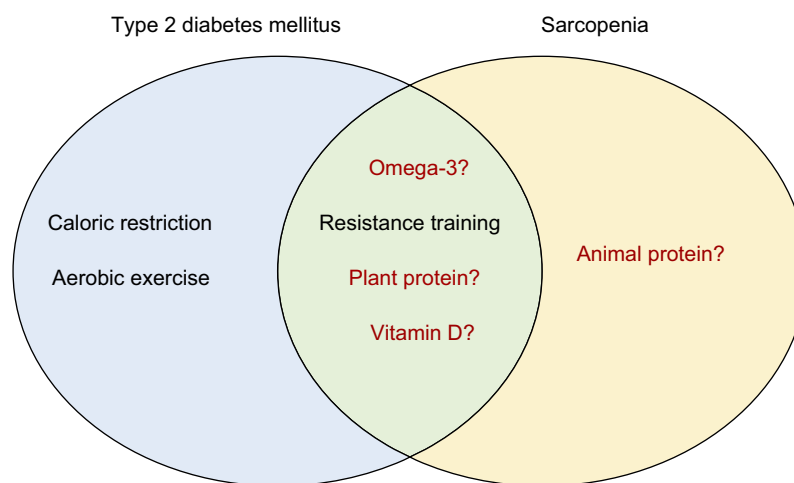 Type 2 diabetes mellitus
Sarcopenia
Omega-3?
Caloric restriction
Resistance training
Animal protein?
Aerobic exercise
Plant protein?
Vitamin D?